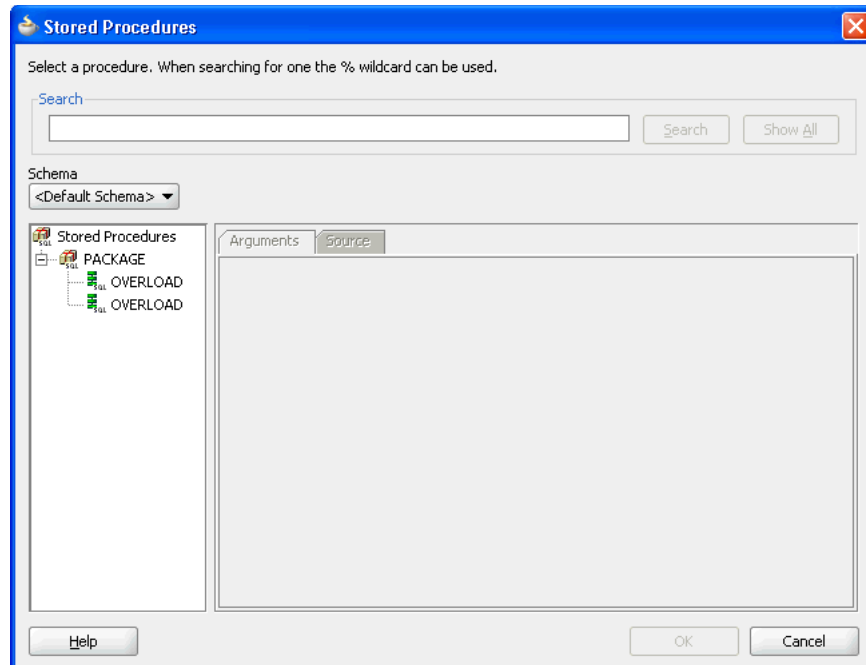 Stored Procedures
Select a procedure. When searching for one the % wildcard can be used.
Search
Search Show All
Schema
<Default Schema>
Stored Procedures
PACKAGE
OVERLOAD
OVERLOAD
Arguments Source
Help OK Cancel